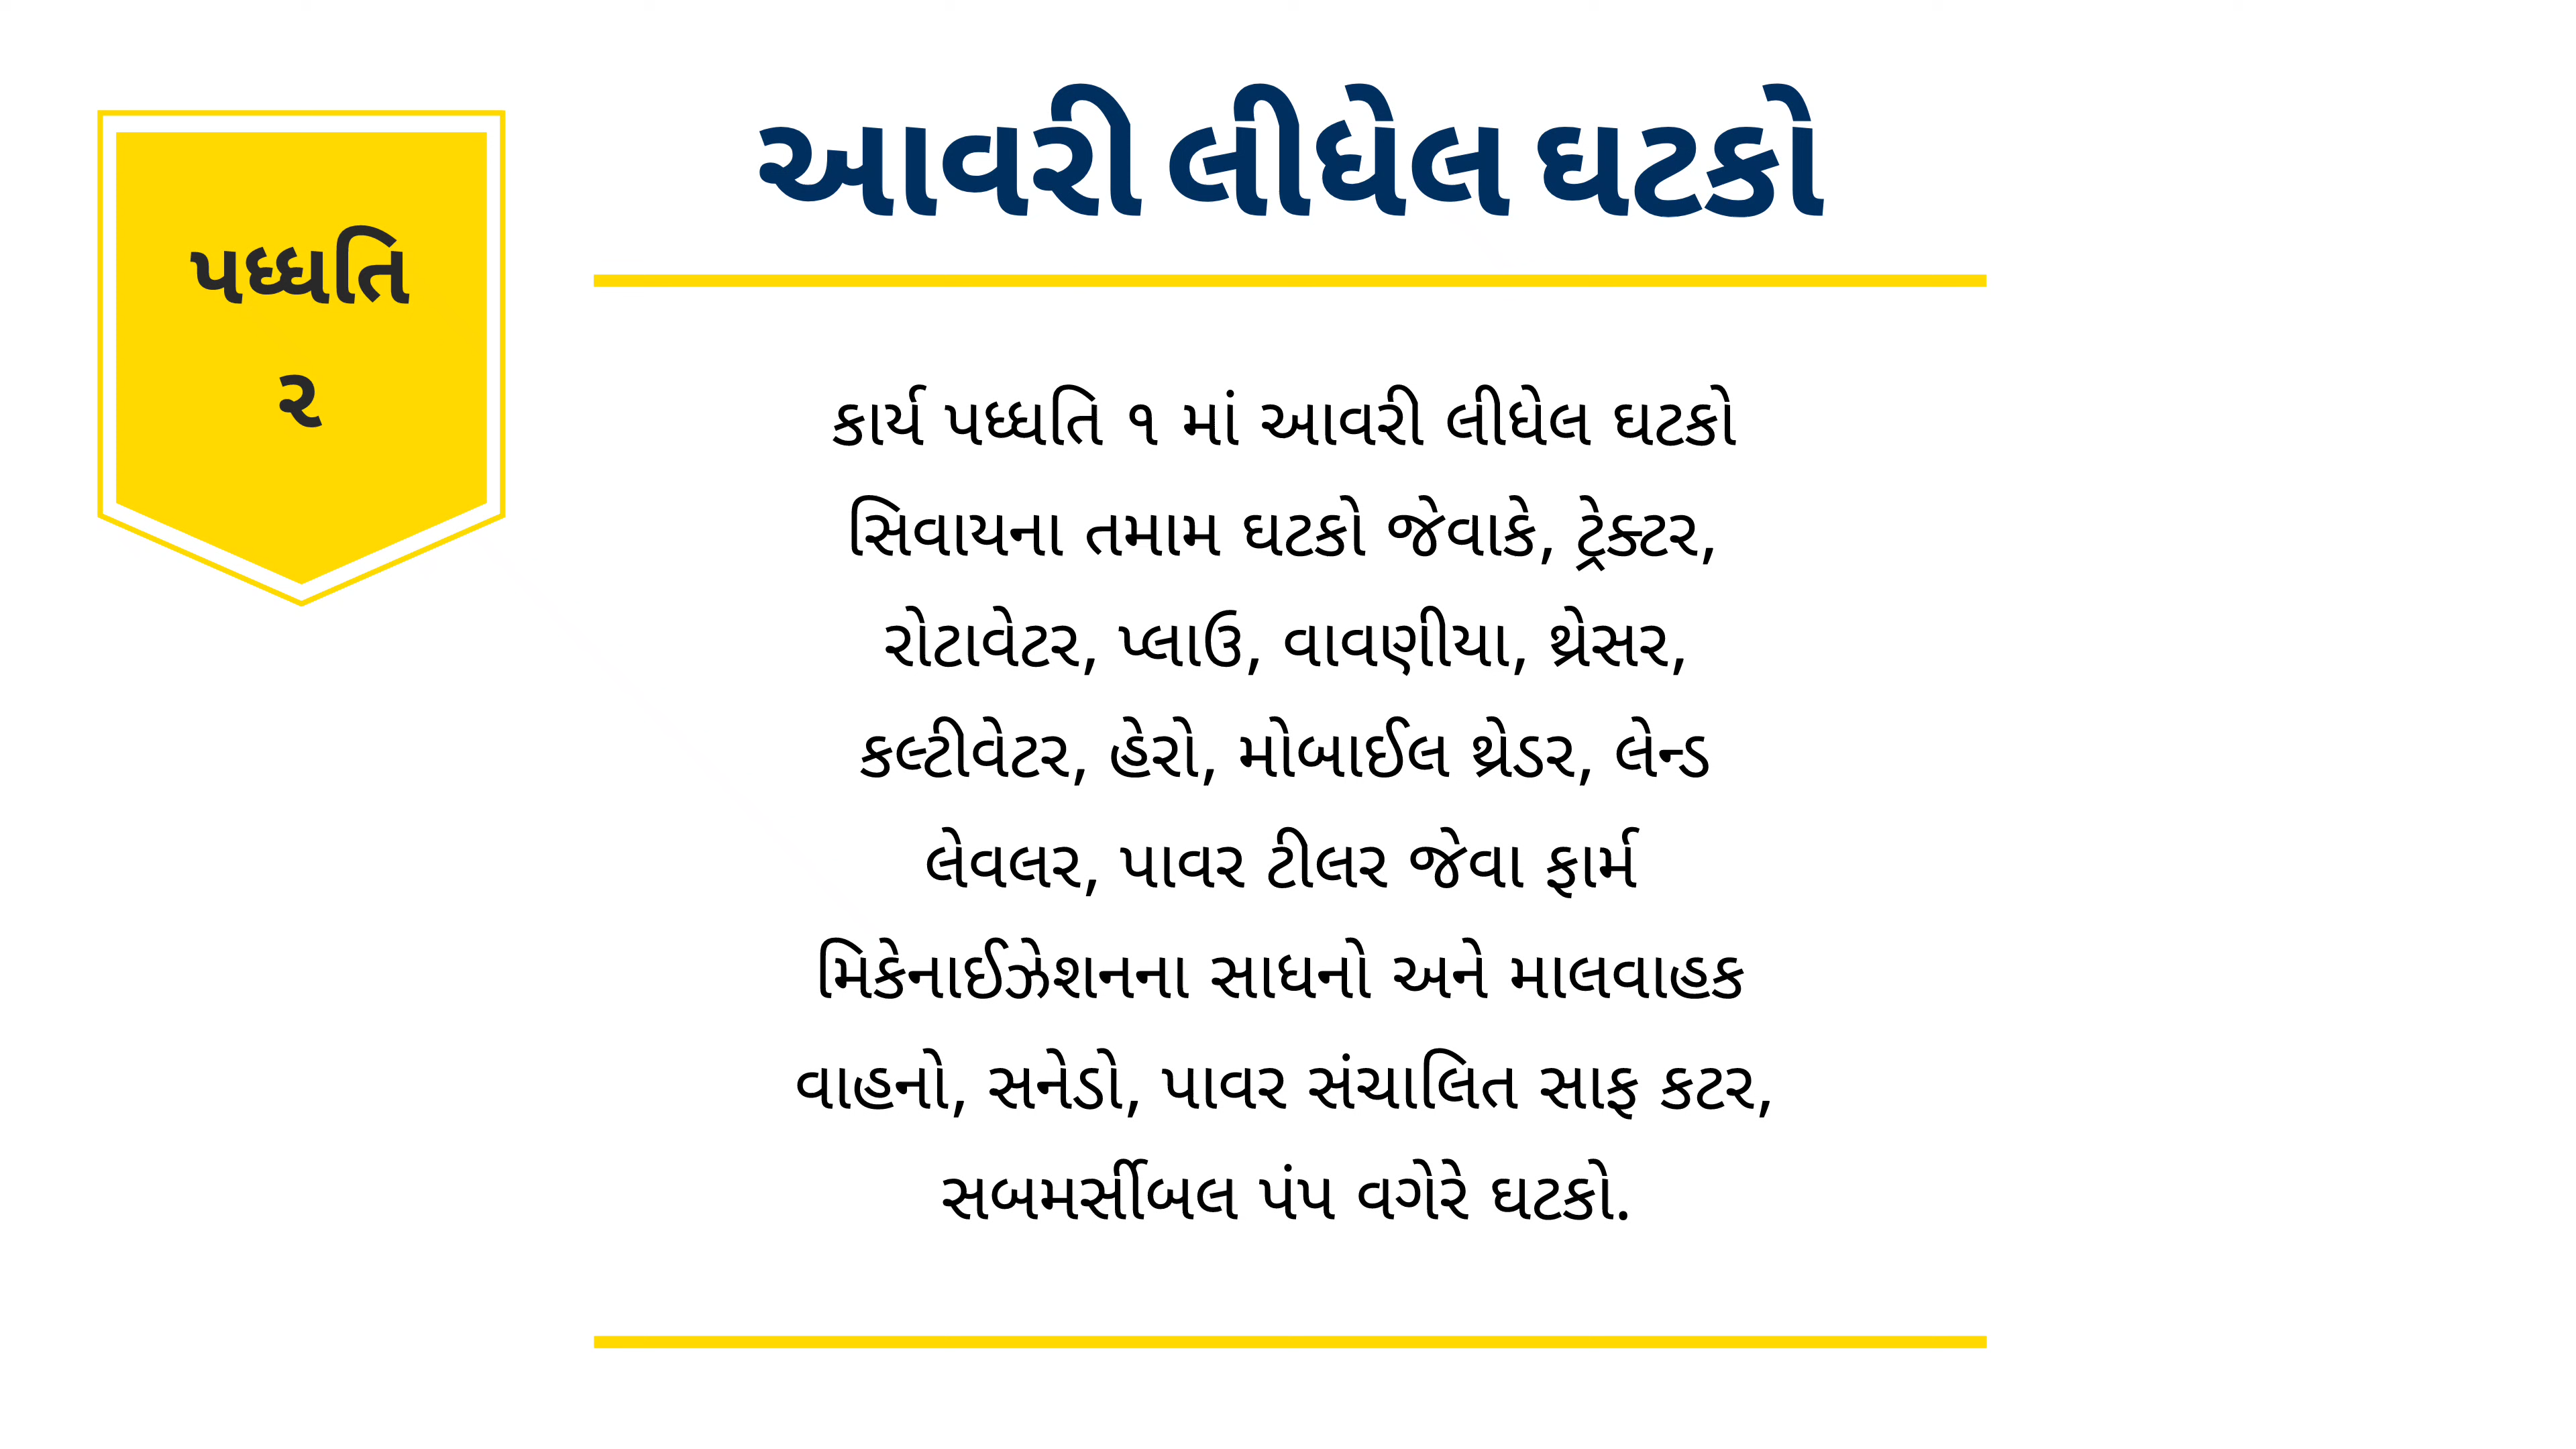 પધ્ધતિ
૨
આવરી લીધેલ ઘટકો
કાર્ય પધ્ધતિ ૧ માં આવરી લીધેલ ઘટકો
સિવાયના તમામ ઘટકો જેવાકે, ટ્રેક્ટર,
રોટાવેટર, પ્લાઉ, વાવણીયા, થ્રેસર,
કલ્ટીવેટર, હેરો, મોબાઈલ થ્રેડર, લેન્ડ
લેવલર, પાવર ટીલર જેવા ફાર્મ
મિકેનાઈઝેશનના સાધનો અને માલવાહક
વાહનો, સનેડો, પાવર સંચાલિત સાફ કટર,
સબમર્સીબલ પંપ વગેરે ઘટકો.